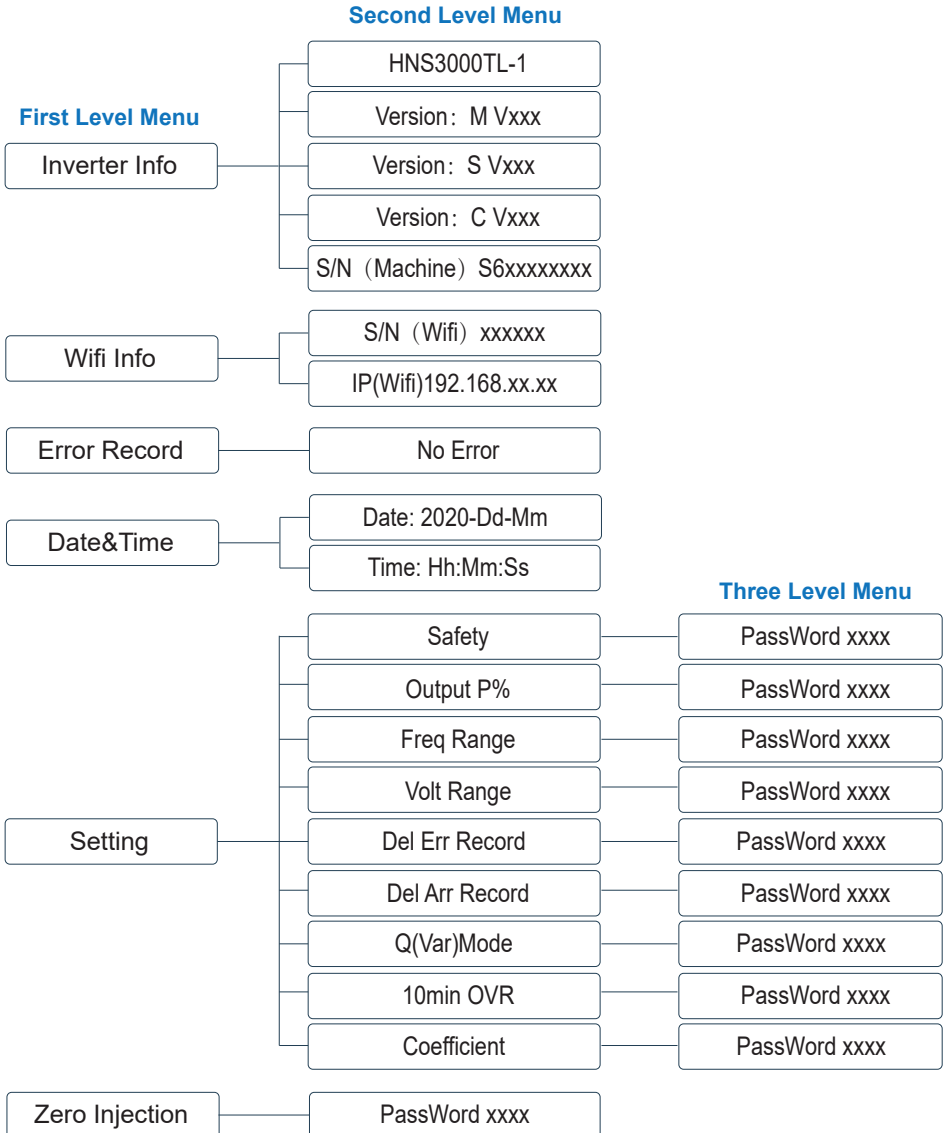 Second Level Menu
HNS3000TL-1
First Level Menu
Version：M Vxxx
Inverter Info
Version：S Vxxx
Version：C Vxxx
S/N（Machine）S6xxxxxxxx
Wifi Info
S/N（Wifi）xxxxxx
IP(Wifi)192.168.xx.xx
Error Record
No Error
Date&Time
Date: 2020-Dd-Mm
Time: Hh:Mm:Ss
Three Level Menu
Safety
PassWord xxxx
Output P%
PassWord xxxx
Freq Range
PassWord xxxx
Volt Range
PassWord xxxx
Setting
Del Err Record
PassWord xxxx
Del Arr Record
PassWord xxxx
Q(Var)Mode
PassWord xxxx
10min OVR
PassWord xxxx
Coefficient
PassWord xxxx
Zero Injection
PassWord xxxx